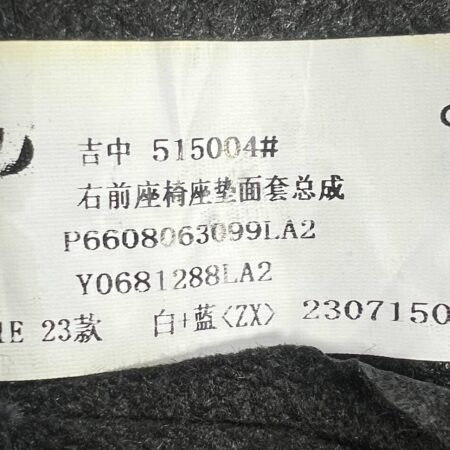 吉中 515004#
右前座椅座垫面套总成
P6608063099LA2
Y0681288LA2
1E 23款 白+蓝<ZX> 2307150